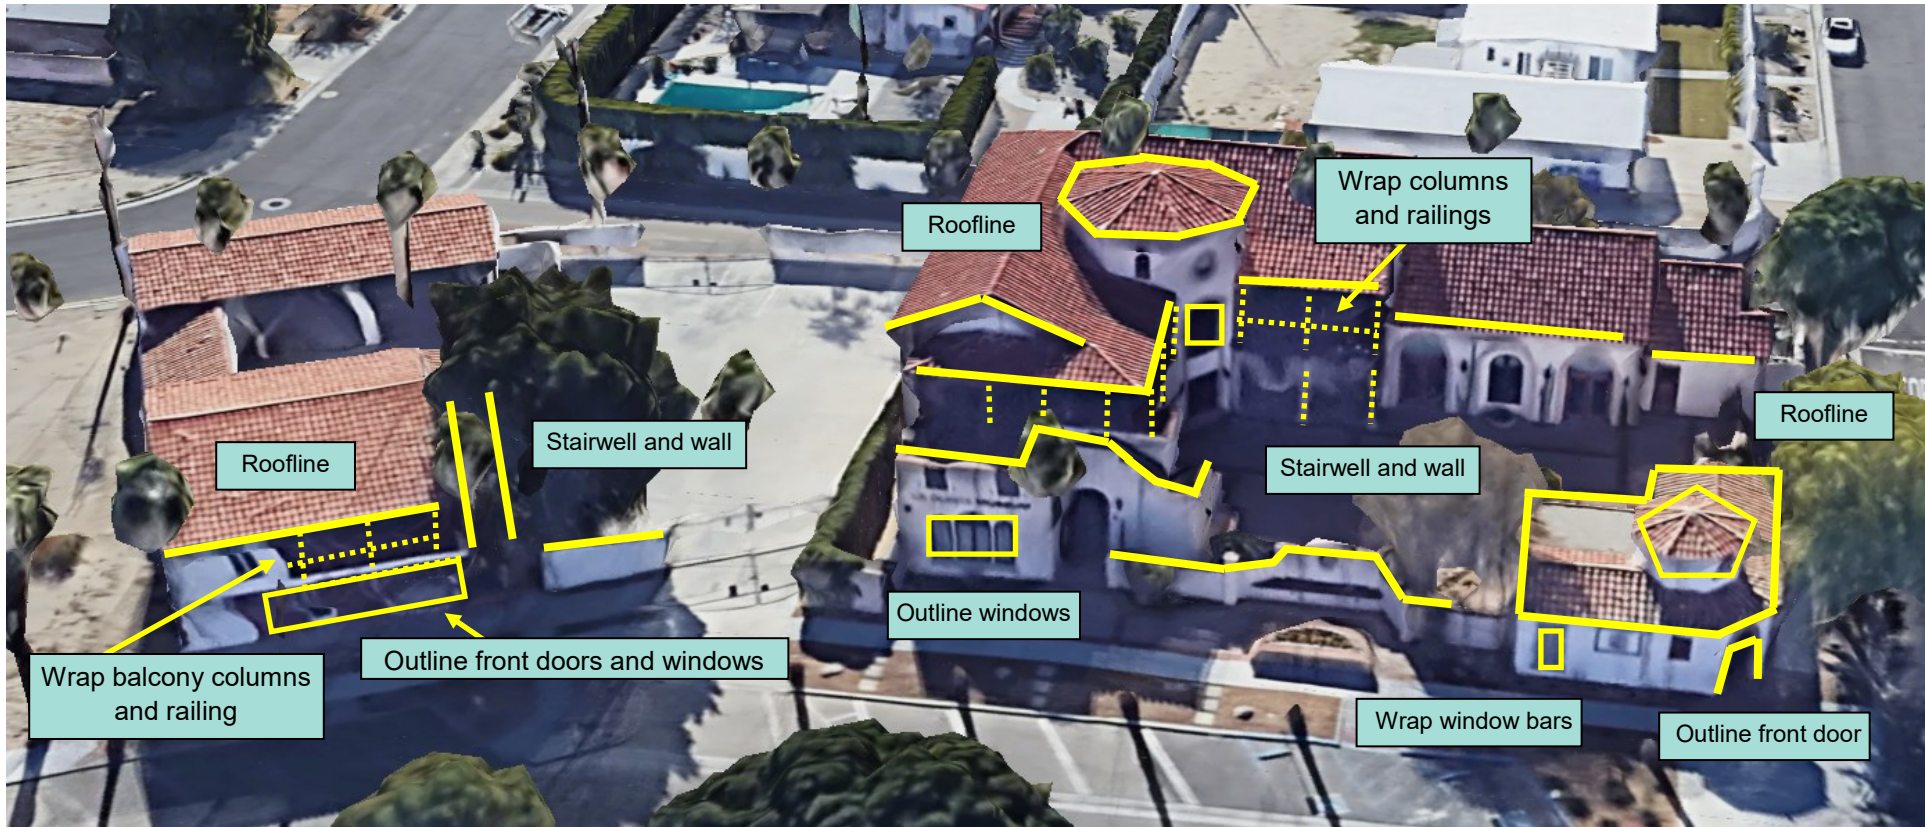 Wrap columns
and railings
Roofline
Roofline
Stairwell and wall
Stairwell and wall
Roofline
Outline windows
Outline front doors and windows
Wrap balcony columns
and railing
Wrap window bars
Outline front door